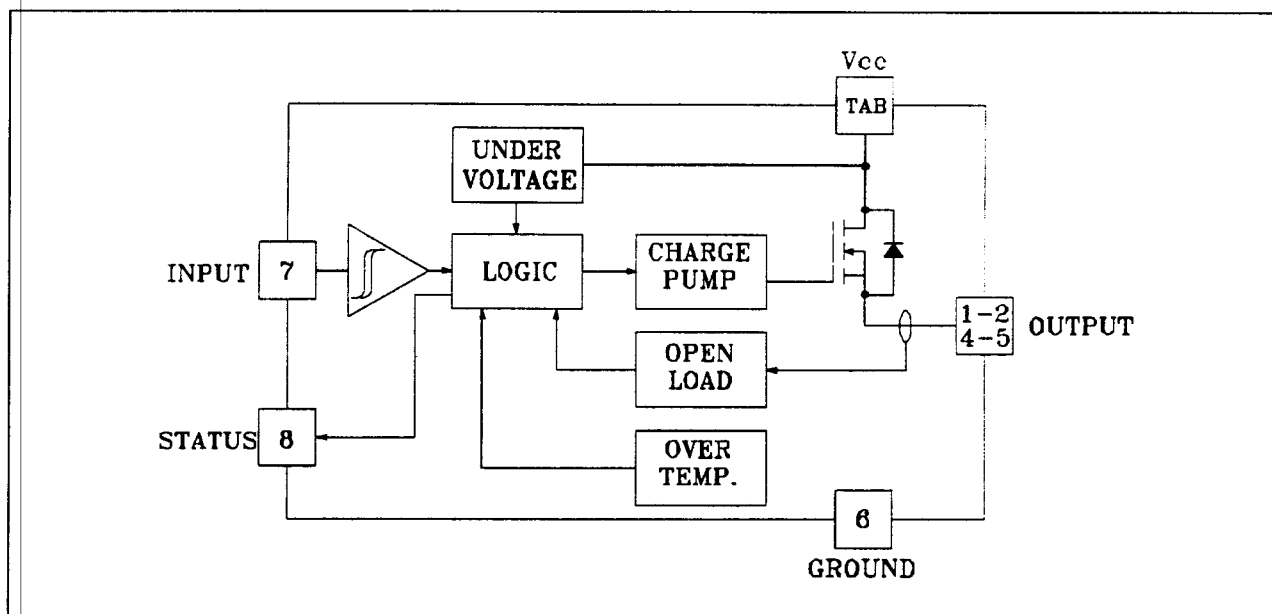 Vcc
TAB
UNDER
VOLTAGE
INPUT
7
LOGIC
CHARGE
PUMP
1-2
4-5
OUTPUT
OPEN
LOAD
STATUS
8
OVER
TEMP.
6
GROUND